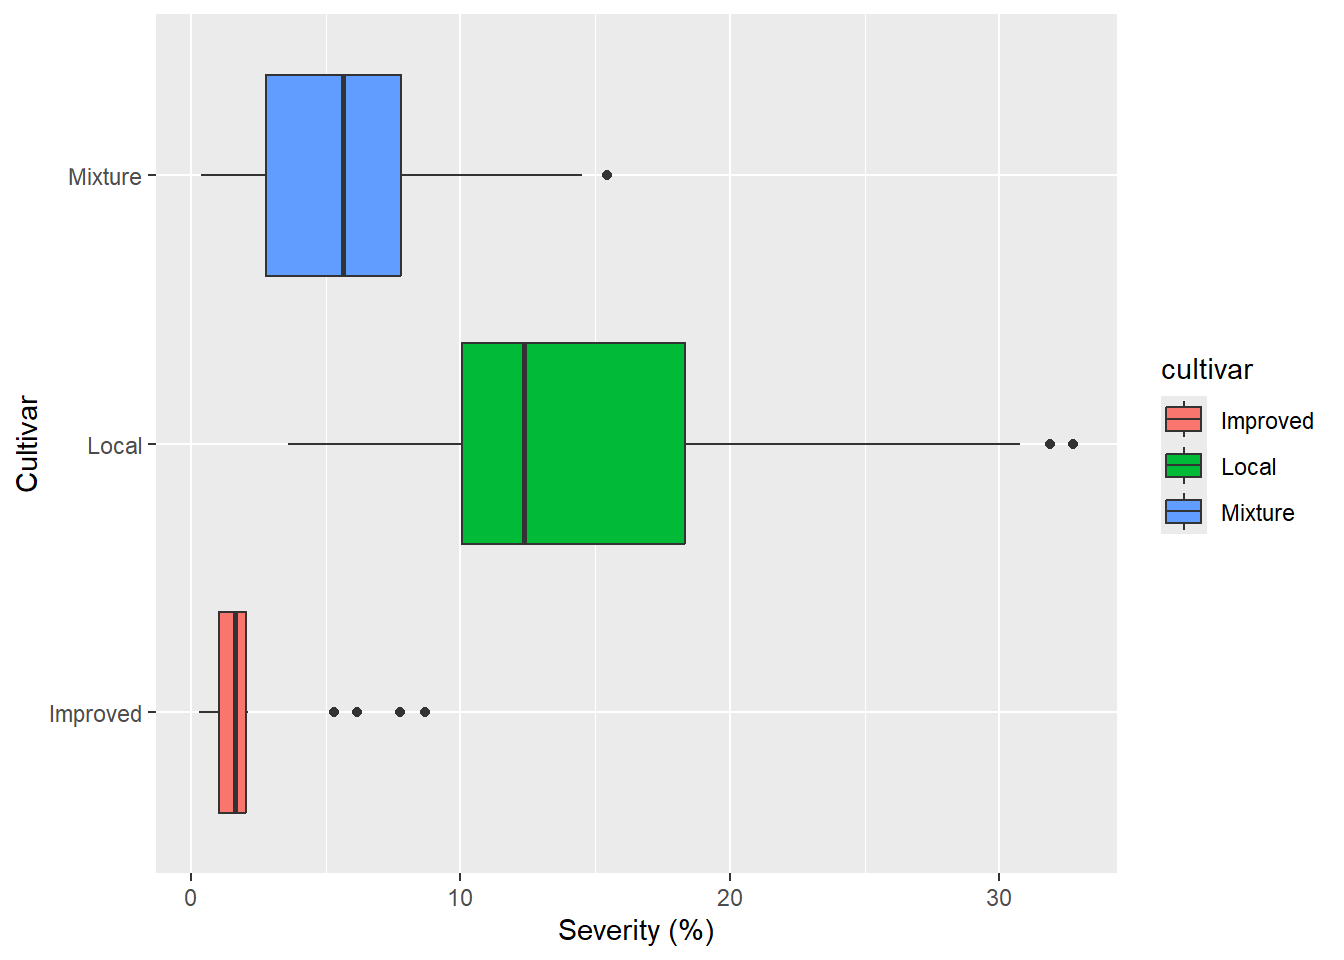 Mixture
Local
Improved
Cultivar
0 10 20 30
Severity (%)
cultivar
Improved
Local
Mixture